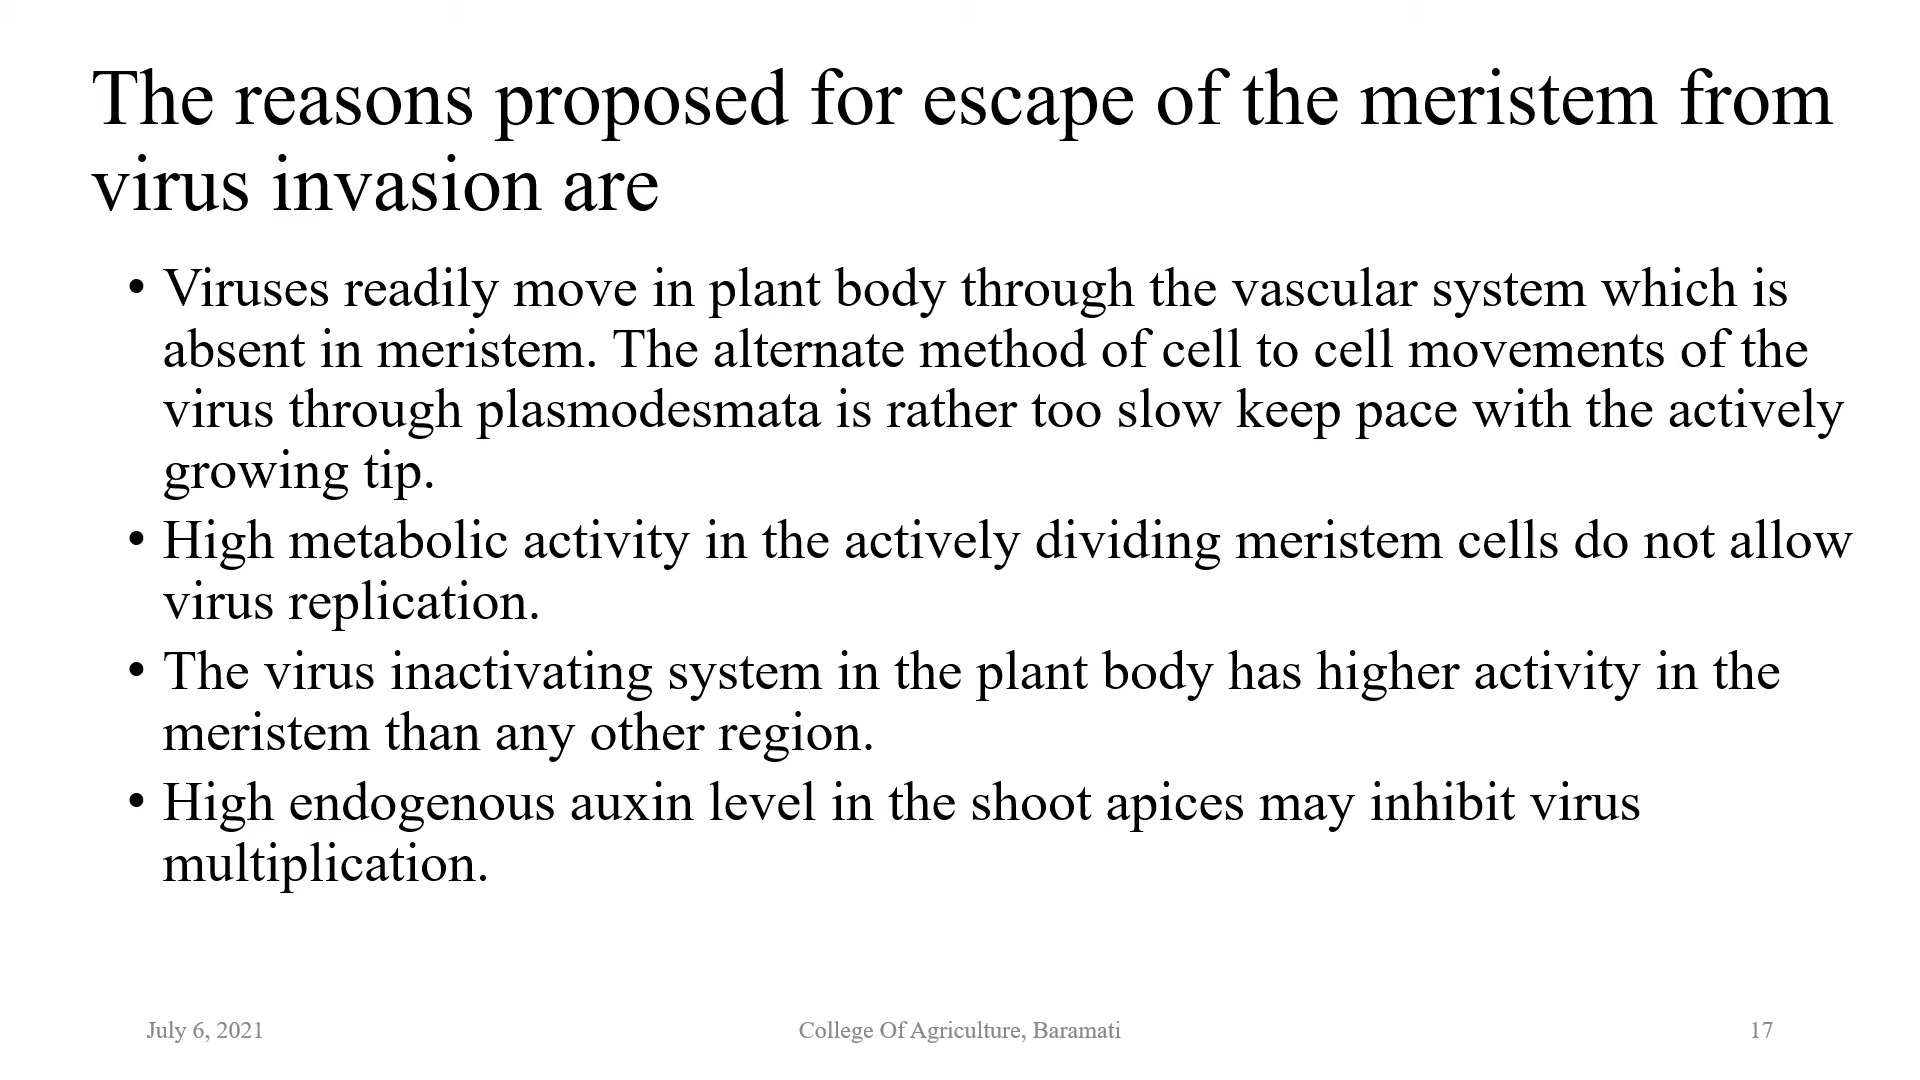 The reasons proposed for escape of the meristem from
virus invasion are
• Viruses readily move in plant body through the vascular system which is
absent in meristem. The alternate method of cell to cell movements of the
virus through plasmodesmata is rather too slow keep pace with the actively
growing tip.
• High metabolic activity in the actively dividing meristem cells do not allow
virus replication.
• The virus inactivating system in the plant body has higher activity in the
meristem than any other region.
• High endogenous auxin level in the shoot apices may inhibit virus
multiplication.
July 6, 2021
College Of Agriculture, Baramati
17